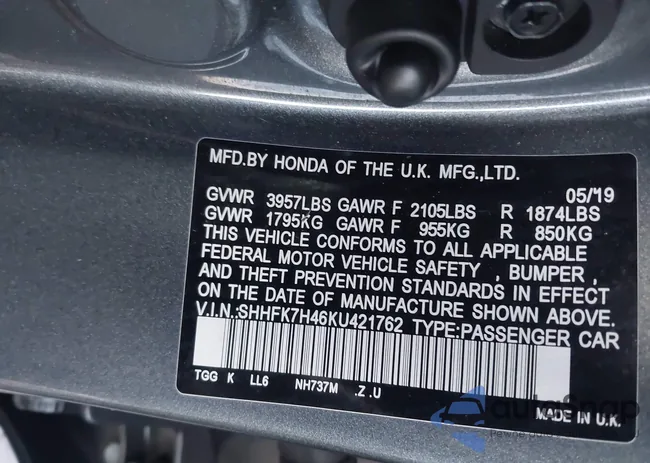 MFD.BY HONDA OF THE U.K. MFG.,LTD.
05/'19
GVWR 3957LBS GAWR F 2105LBS R 1874LBS
GVWR 1795KG GAWR F 955KG R 850KG
THIS VEHICLE CONFORMS TO ALL APPLICABLE
FEDERAL MOTOR VEHICLE SAFETY , BUMPER ,
AND THEFT PREVENTION STANDARDS IN EFFECT
ON THE DATE OF MANUFACTURE SHOWN ABOVE.
V.I.N.:SHHFK7H46KU421762 TYPE:PASSENGER CAR
TGG K LL6 NH737M .Z .U
MADE IN U.K.
autoSnap